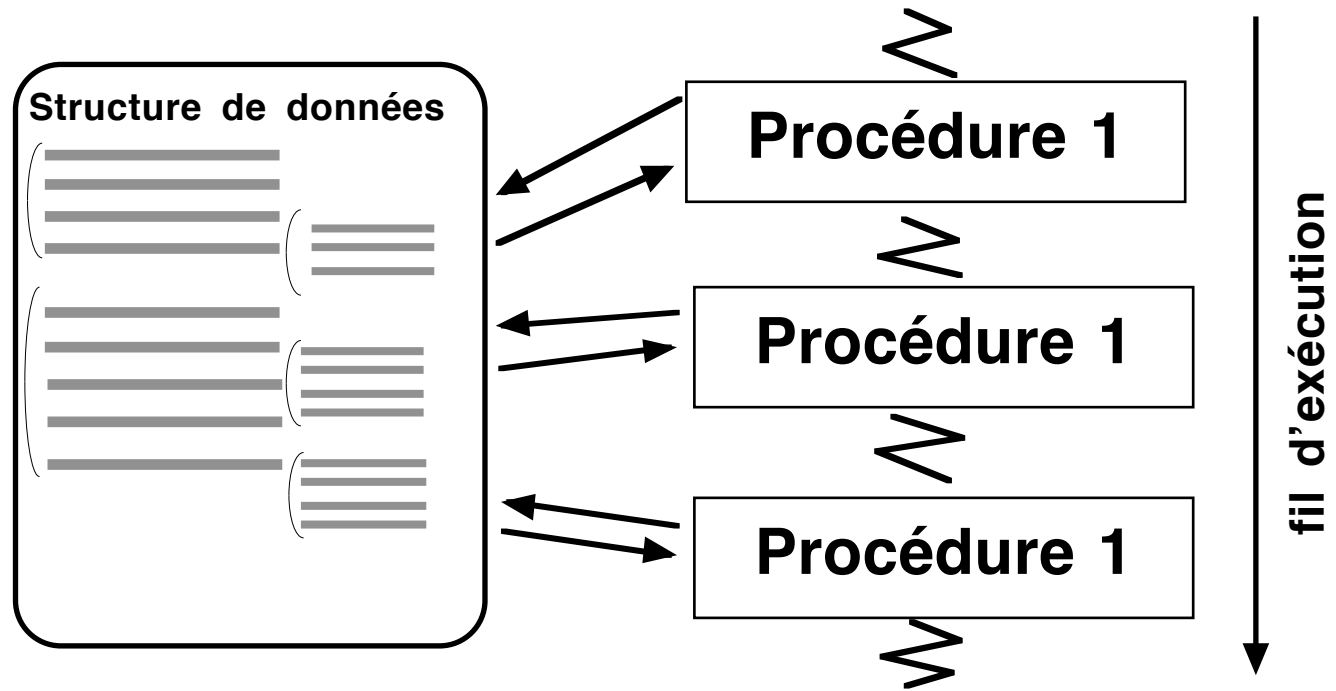 Structure de données
Procédure 1
Procédure 1
Procédure 1
fil d'exécution